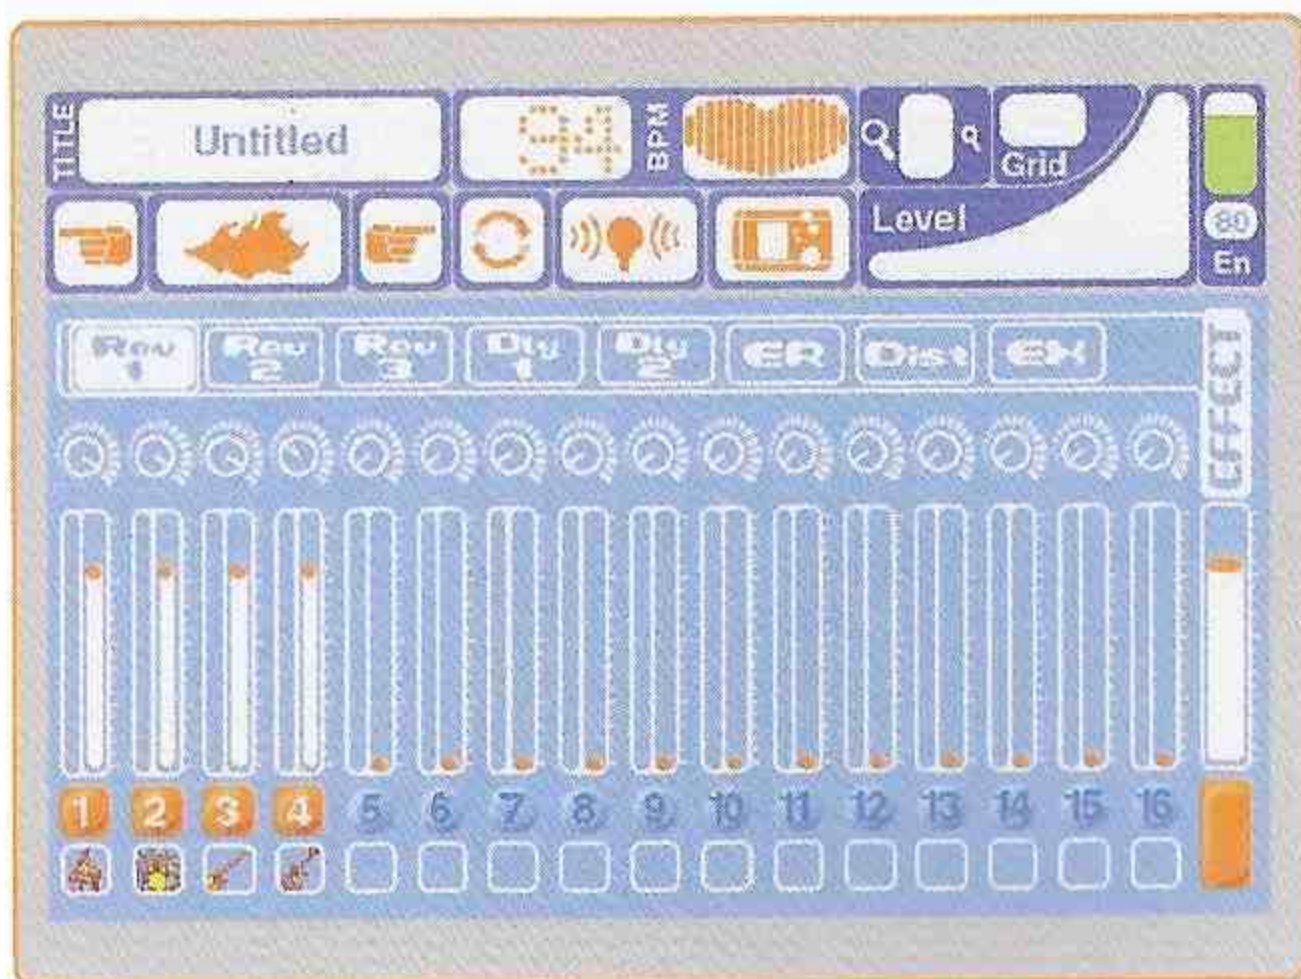 TITLE
Untitled
94
BPM
Grid
Level
80
En
Rev 1
Rev 2
Rev 3
Dly 1
Dly 2
ER
Dist
EX
EFFECT
1 2 3 4 5 6 7 8 9 10 11 12 13 14 15 16